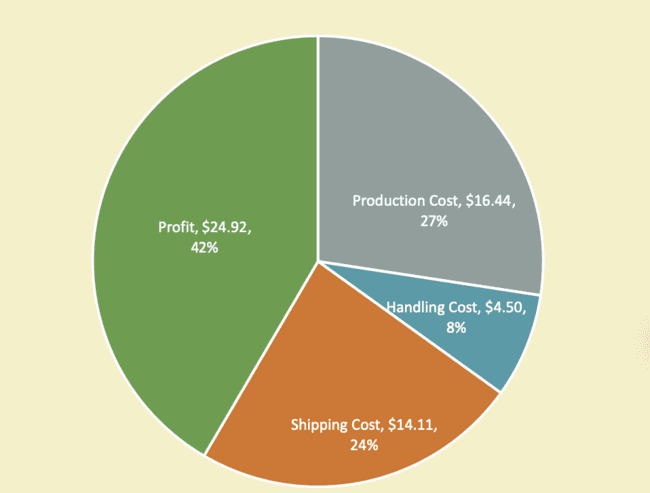 Production Cost, $16.44,
27%
Profit, $24.92,
42%
Handling Cost, $4.50,
8%
Shipping Cost, $14.11,
24%